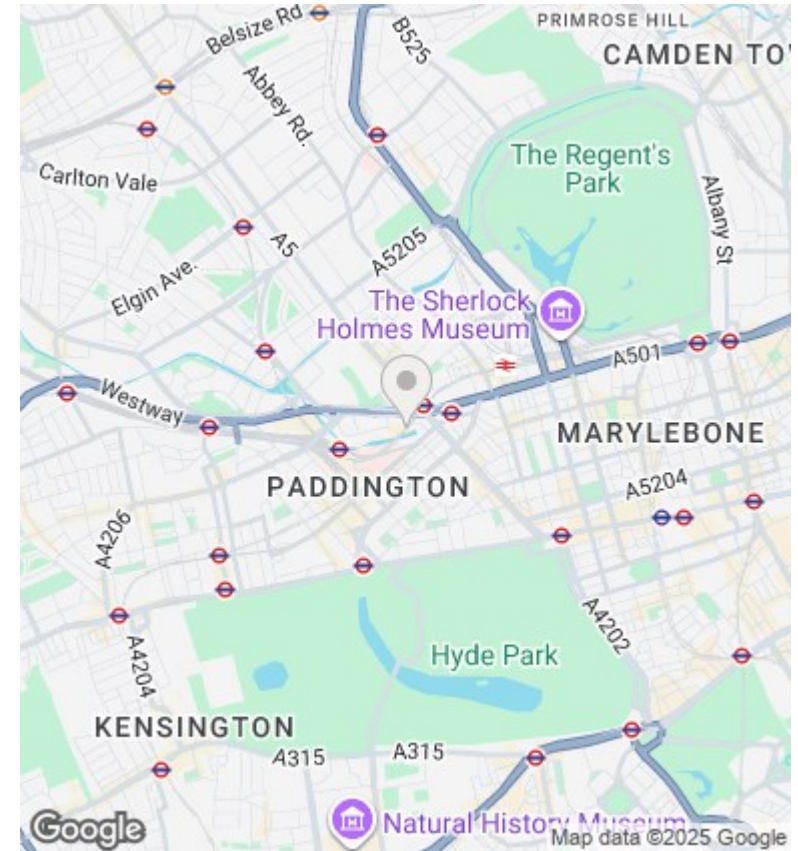 PRIMROSE HILL
Belsize Rd
B525
CAMDEN TO
Abbey Rd.
The Regent's
Park
Carlton Vale
Albany St
A5
A5205
Elgin Ave.
The Sherlock
Holmes Museum
A501
Westway
MARYLEBONE
PADDINGTON
A5204
A4206
A4202
Hyde Park
A4204
KENSINGTON
A315
A315
Google
Natural History Museum
Map data ©2025 Google